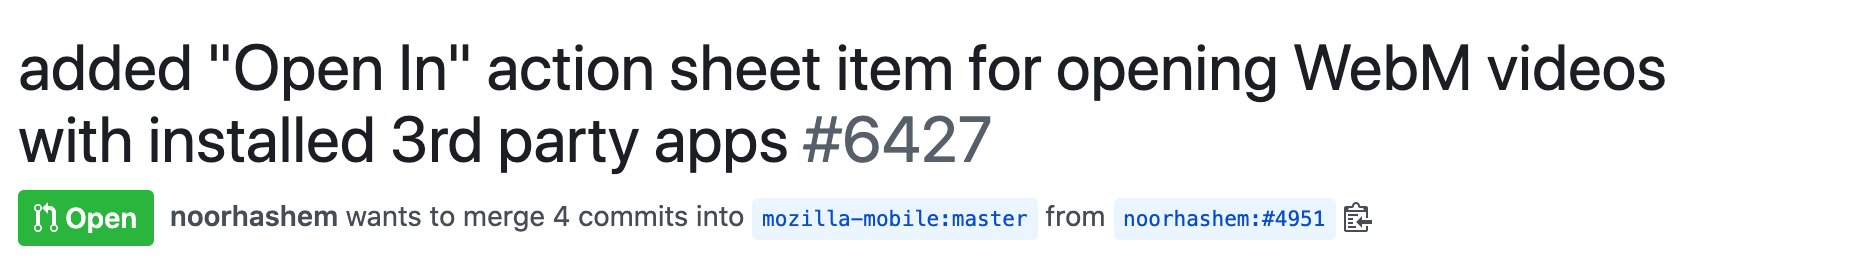 added "Open In" action sheet item for opening WebM videos
with installed 3rd party apps #6427
Open noorhashem wants to merge 4 commits into mozilla-mobile:master from noorhashem:#4951